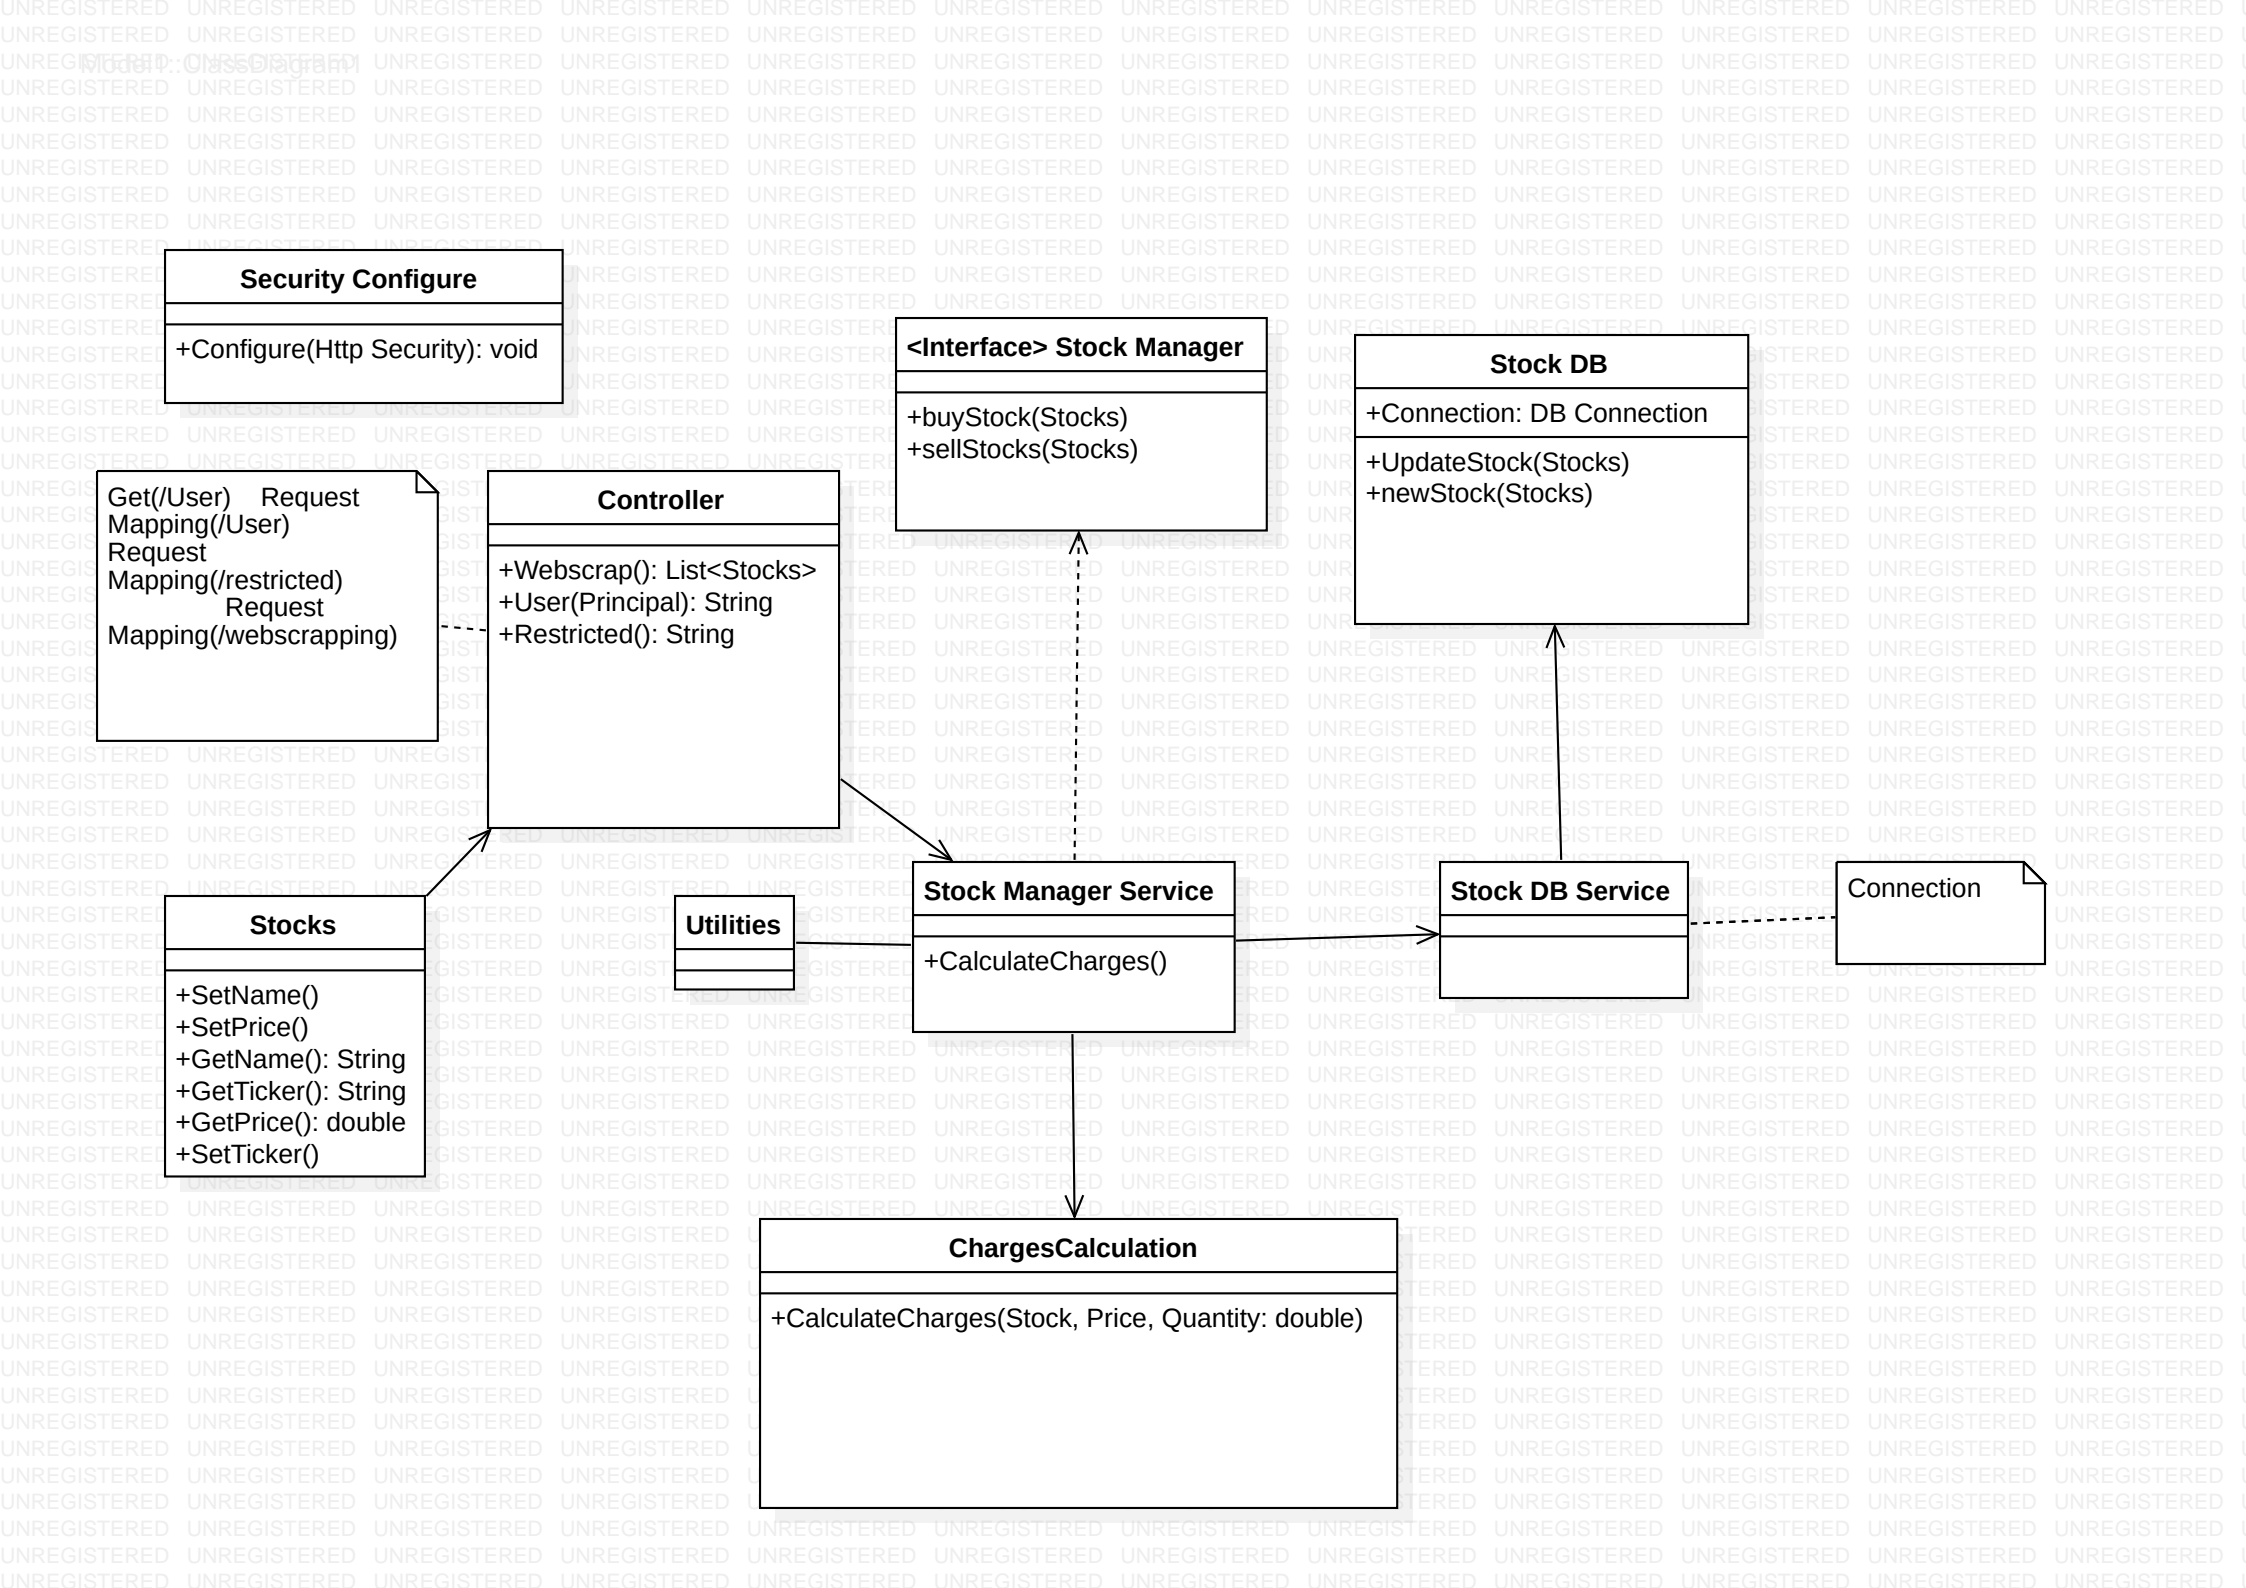 Model1::ClassDiagram1
UNREGISTERED
Security Configure
+Configure(Http Security): void
<Interface> Stock Manager
+buyStock(Stocks)
+sellStocks(Stocks)
Stock DB
+Connection: DB Connection
+UpdateStock(Stocks)
+newStock(Stocks)
Get(/User)    Request
Mapping(/User)
Request
Mapping(/restricted)
Request
Mapping(/webscrapping)
Controller
+Webscrap(): List<Stocks>
+User(Principal): String
+Restricted(): String
Stocks
+SetName()
+SetPrice()
+GetName(): String
+GetTicker(): String
+GetPrice(): double
+SetTicker()
Utilities
Stock Manager Service
+CalculateCharges()
Stock DB Service
Connection
ChargesCalculation
+CalculateCharges(Stock, Price, Quantity: double)